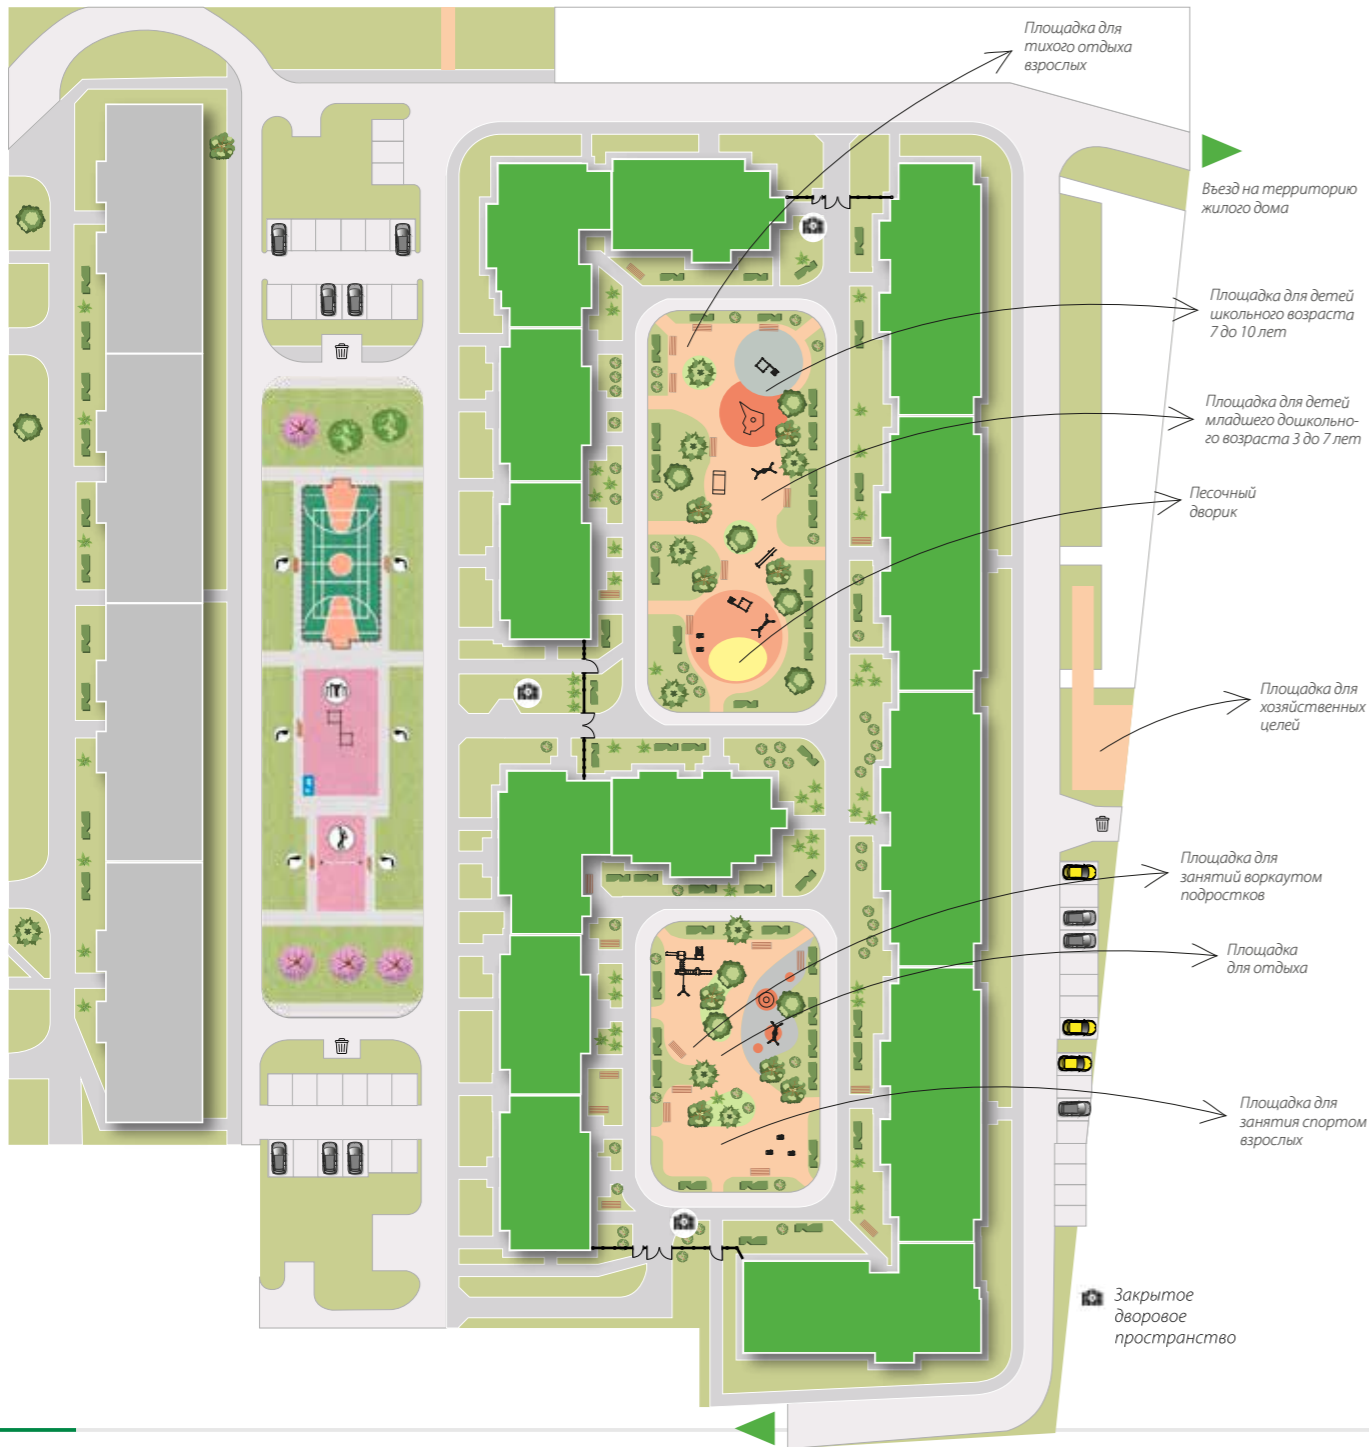 Площадка для
тихого отдыха
взрослых
Въезд на территорию
жилого дома
Площадка для детей
школьного возраста
7 до 10 лет
Площадка для детей
младшего дошкольно-
го возраста 3 до 7 лет
Песочный
дворик
Площадка для
хозяйственных
целей
Площадка для
занятий воркаутом
подростков
Площадка
для отдыха
Площадка для
занятия спортом
взрослых
Закрытое
дворовое
пространство